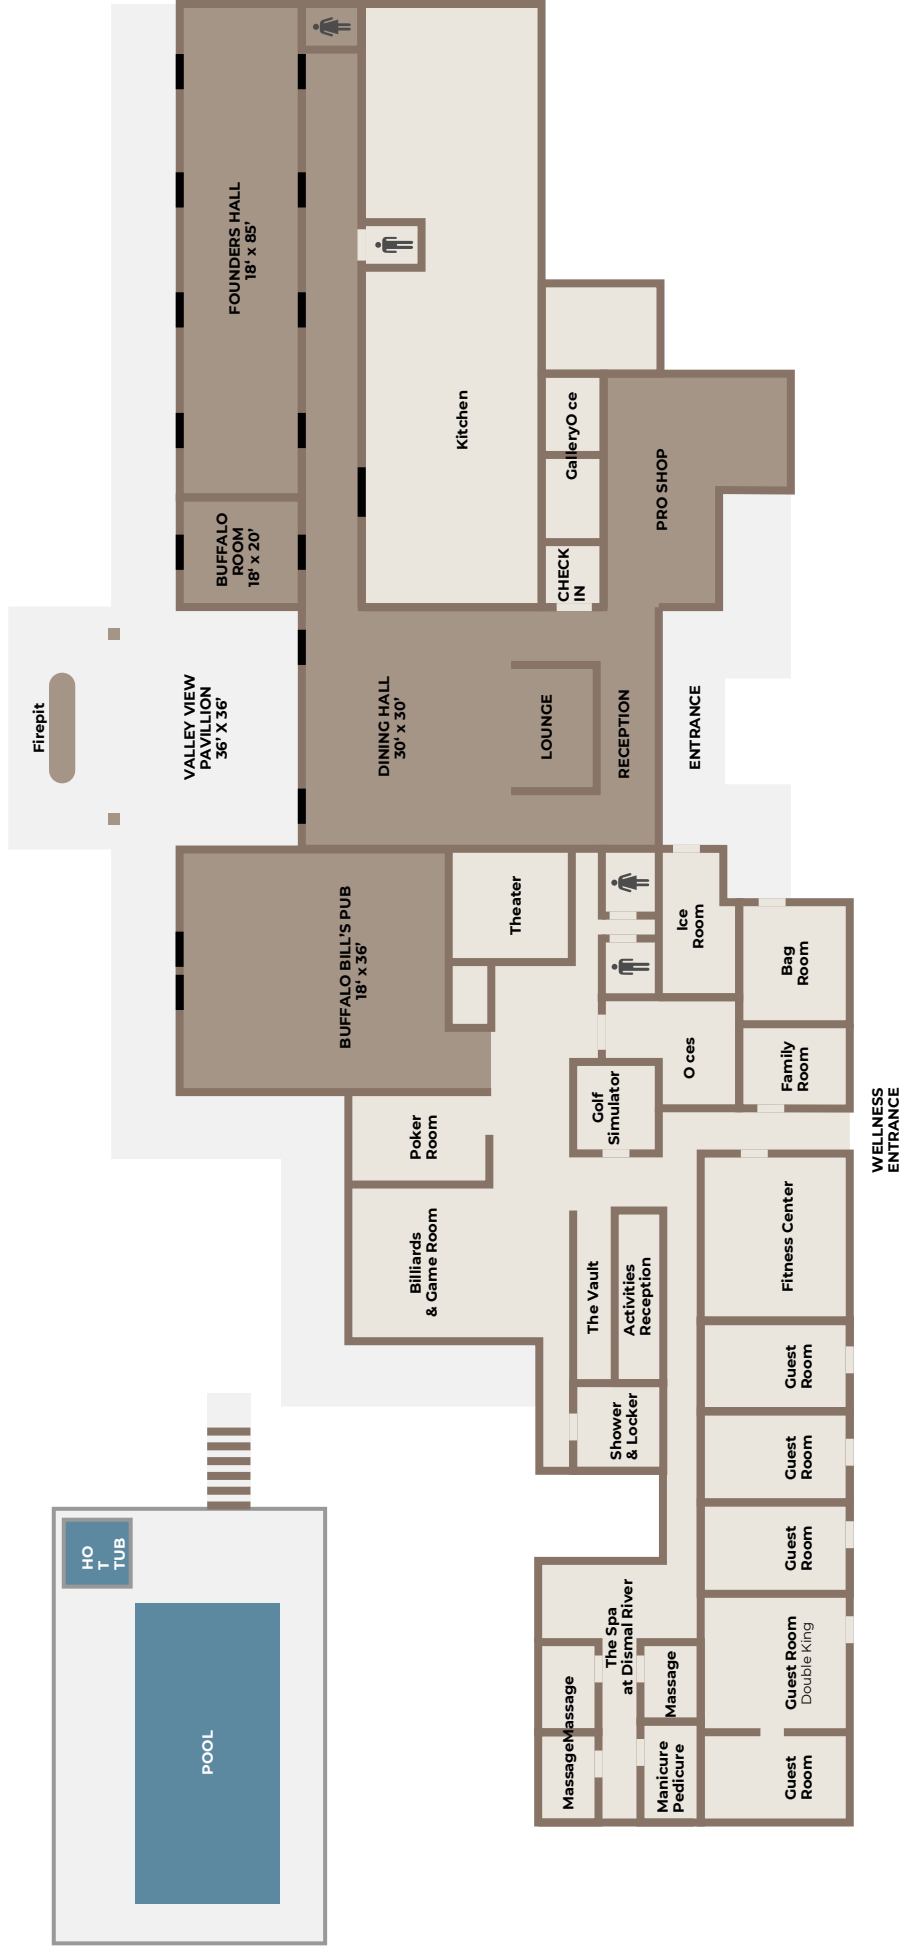 FOUNDERS HALL
18' x 85'
Kitchen
GalleryO ce
PRO SHOP
BUFFALO
ROOM
18' x 20'
CHECK
IN
Firepit
VALLEY VIEW
PAVILLION
36' X 36'
DINING HALL
30' x 30'
LOUNGE
RECEPTION
ENTRANCE
BUFFALO BILL'S PUB
18' x 36'
Theater
Ice
Room
Bag
Room
O ces
Family
Room
Golf
Simulator
Poker
Room
WELLNESS
ENTRANCE
Billiards
& Game Room
The Vault
Activities
Reception
Fitness Center
Guest
Room
Shower
& Locker
Guest
Room
Guest
Room
HO
T
TUB
POOL
The Spa
at Dismal River
Guest Room
Double King
Massage
Massage
Massage
Manicure
Pedicure
Guest
Room